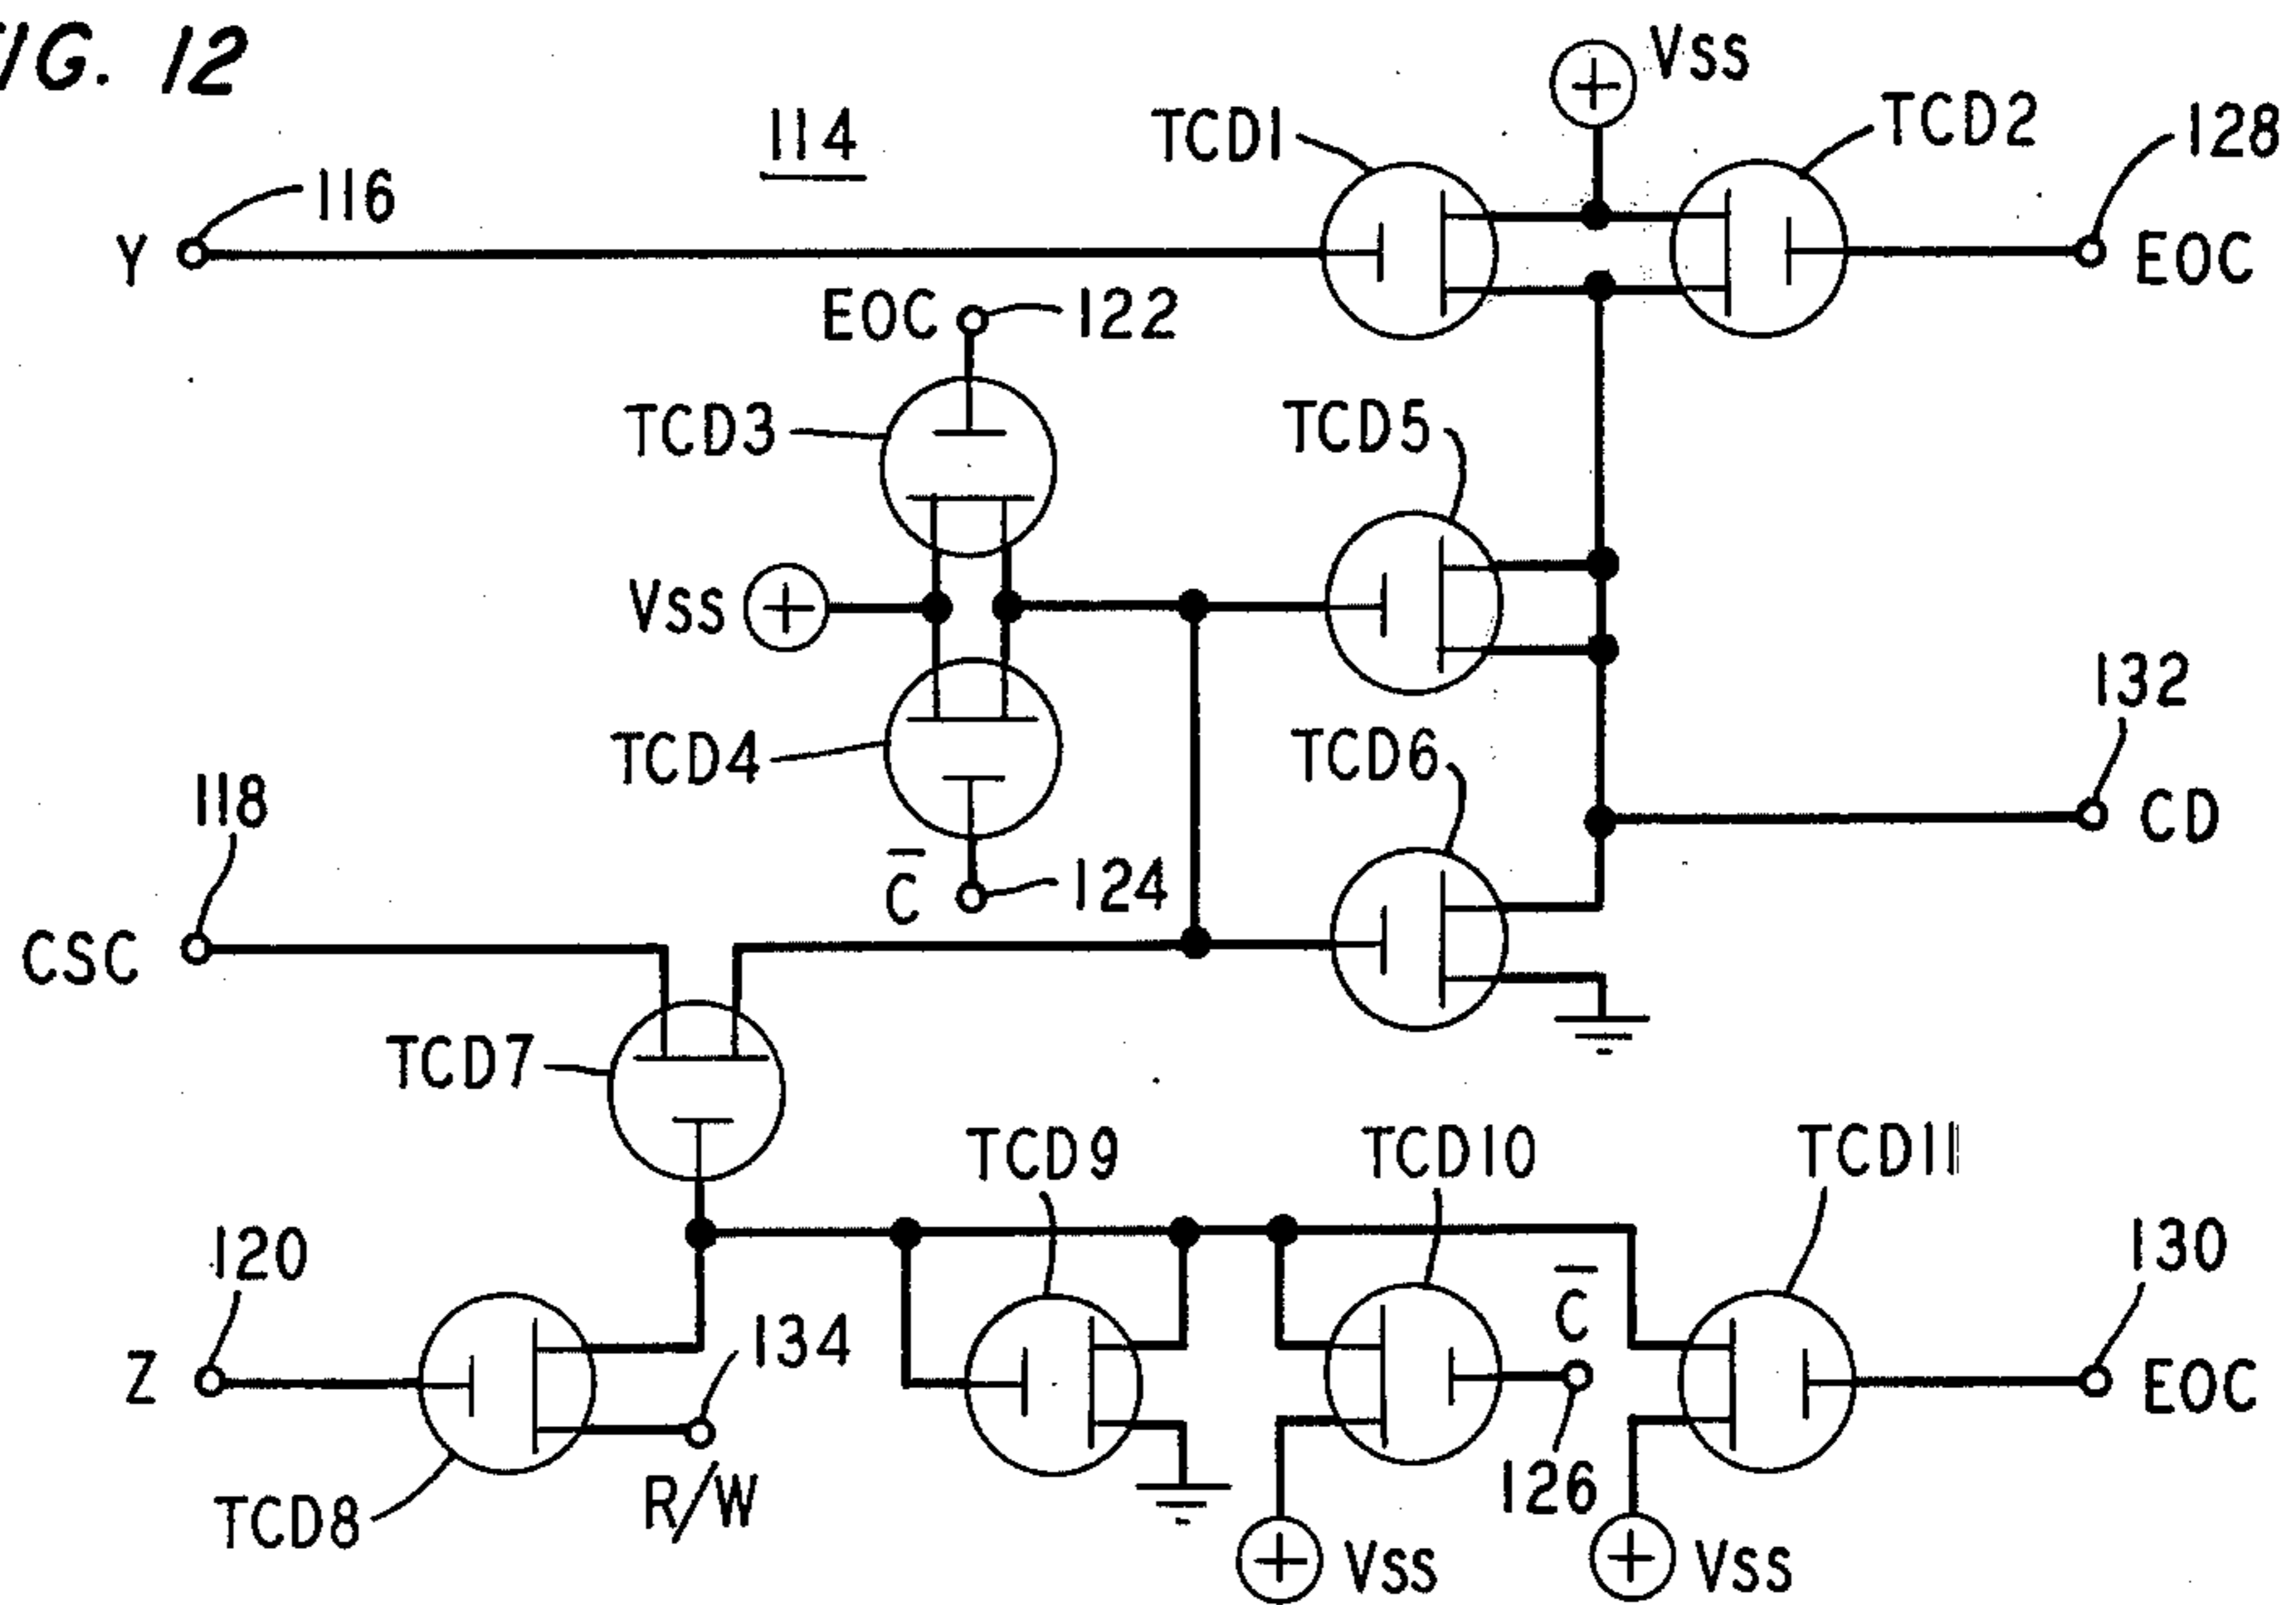 FIG. 12
VSS
114
TCD1
TCD2
128
116
Y
EOC
EOC
122
TCD3
TCD5
VSS
132
TCD4
TCD6
118
CD
C̅
124
CSC
TCD7
TCD9
TCD10
TCD11
120
C̅
130
134
Z
EOC
126
TCD8
R/W
VSS
VSS